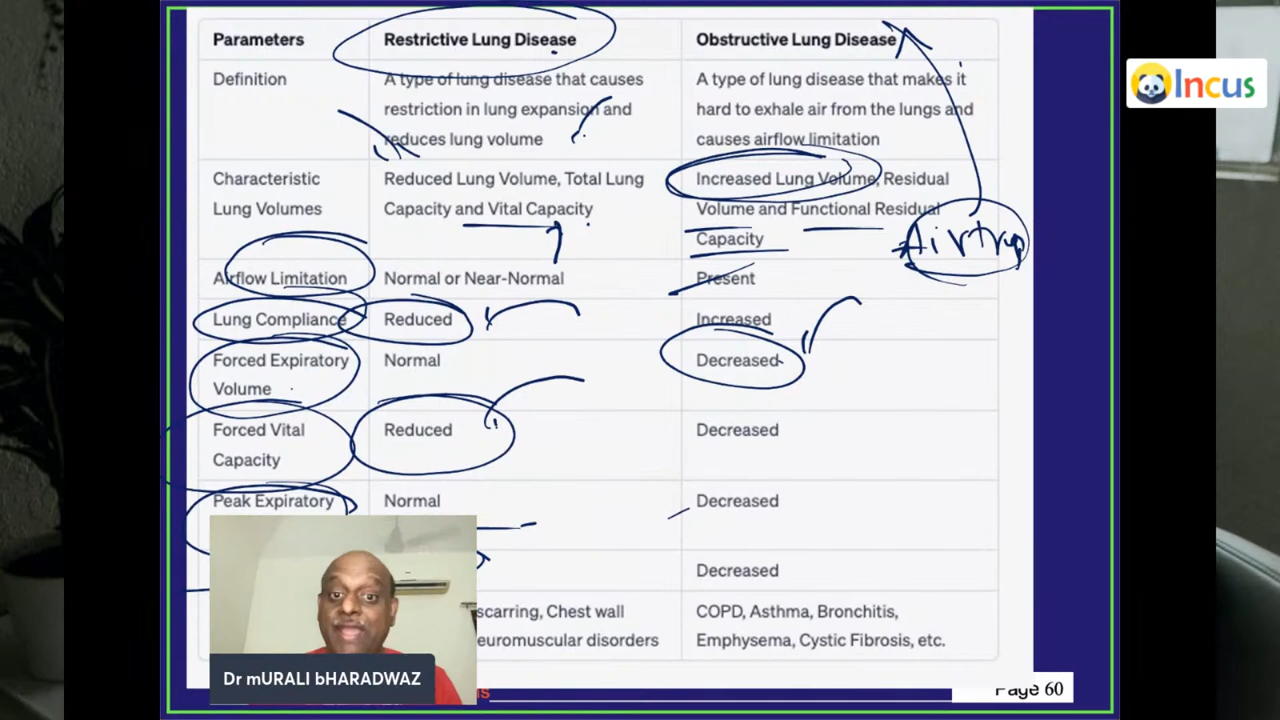 Parameters Restrictive Lung Disease Obstructive Lung Disease
Definition A type of lung disease that causes A type of lung disease that makes it
restriction in lung expansion and hard to exhale air from the lungs and
reduces lung volume causes airflow limitation
Characteristic Reduced Lung Volume, Total Lung Increased Lung Volume, Residual
Lung Volumes Capacity and Vital Capacity Volume and Functional Residual
Capacity
Airtrap
Airflow Limitation Normal or Near-Normal Present
Lung Compliance Reduced Increased
Forced Expiratory Normal Decreased
Volume
Forced Vital Reduced Decreased
Capacity
Peak Expiratory Normal Decreased
Decreased
scarring, Chest wall COPD, Asthma, Bronchitis,
euromuscular disorders Emphysema, Cystic Fibrosis, etc.
Dr mURALI bHARADWAZ
Page 60
Incus